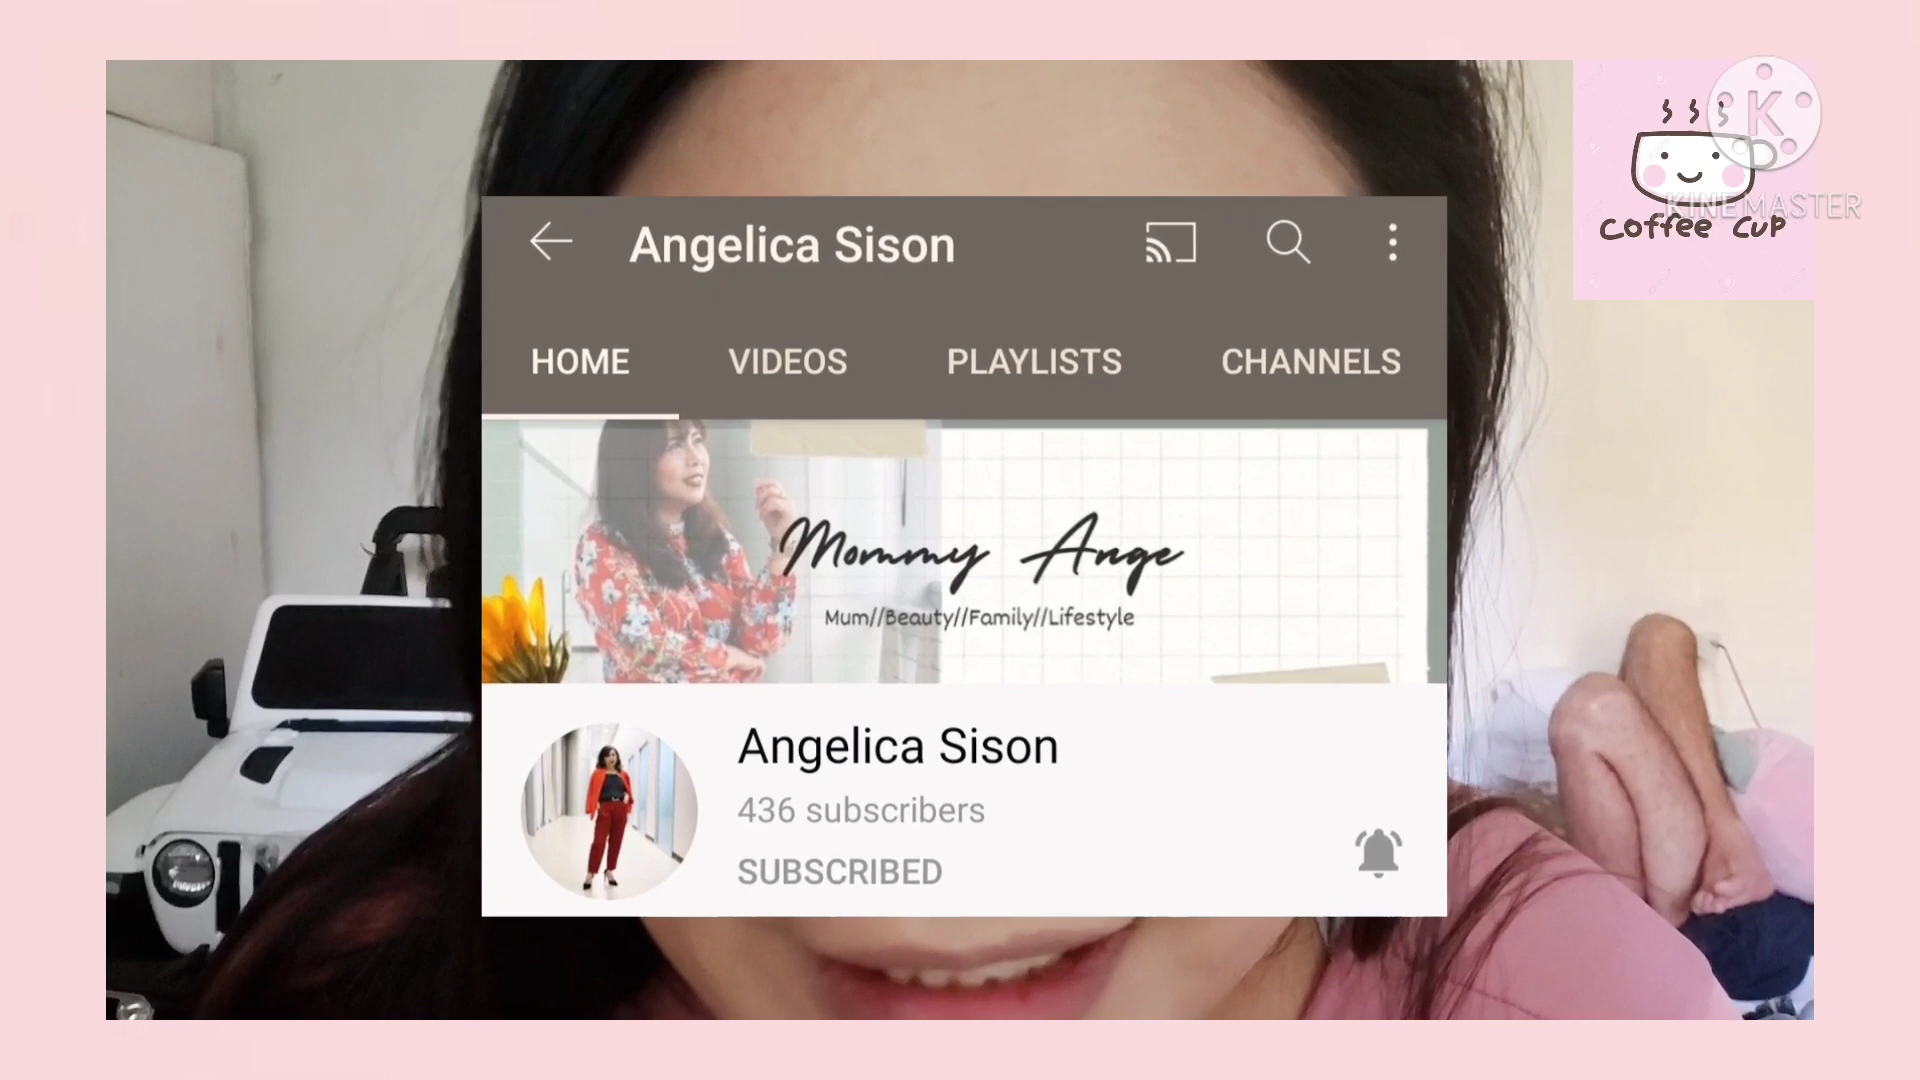 Angelica Sison
HOME VIDEOS PLAYLISTS CHANNELS
Mommy Ange
Mum//Beauty//Family//Lifestyle
Angelica Sison
436 subscribers
SUBSCRIBED
K
KINEMASTER
Coffee Cup